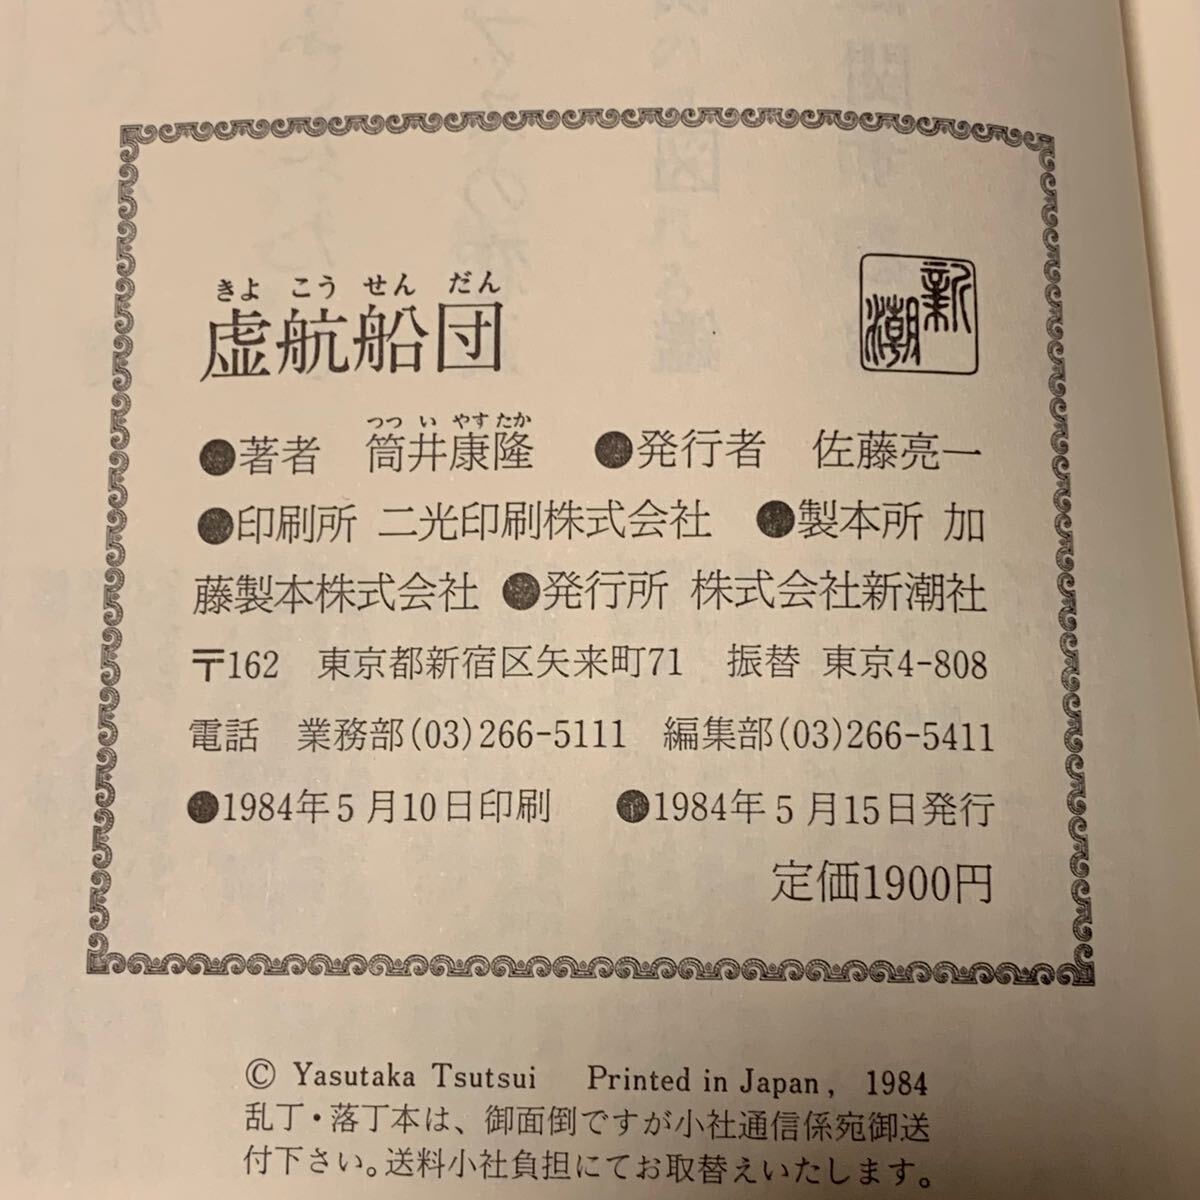 きよ こう せん だん
虚航船団
新潮
つつ い やす たか
●著者 筒井康隆 ●発行者 佐藤亮一
●印刷所 二光印刷株式会社 ●製本所 加
藤製本株式会社 ●発行所 株式会社新潮社
〒162 東京都新宿区矢来町71 振替 東京4-808
電話 業務部(03)266-5111 編集部(03)266-5411
●1984年5月10日印刷 ●1984年5月15日発行
定価1900円
© Yasutaka Tsutsui Printed in Japan, 1984
乱丁・落丁本は、御面倒ですが小社通信係宛御送
付下さい。送料小社負担にてお取替えいたします。